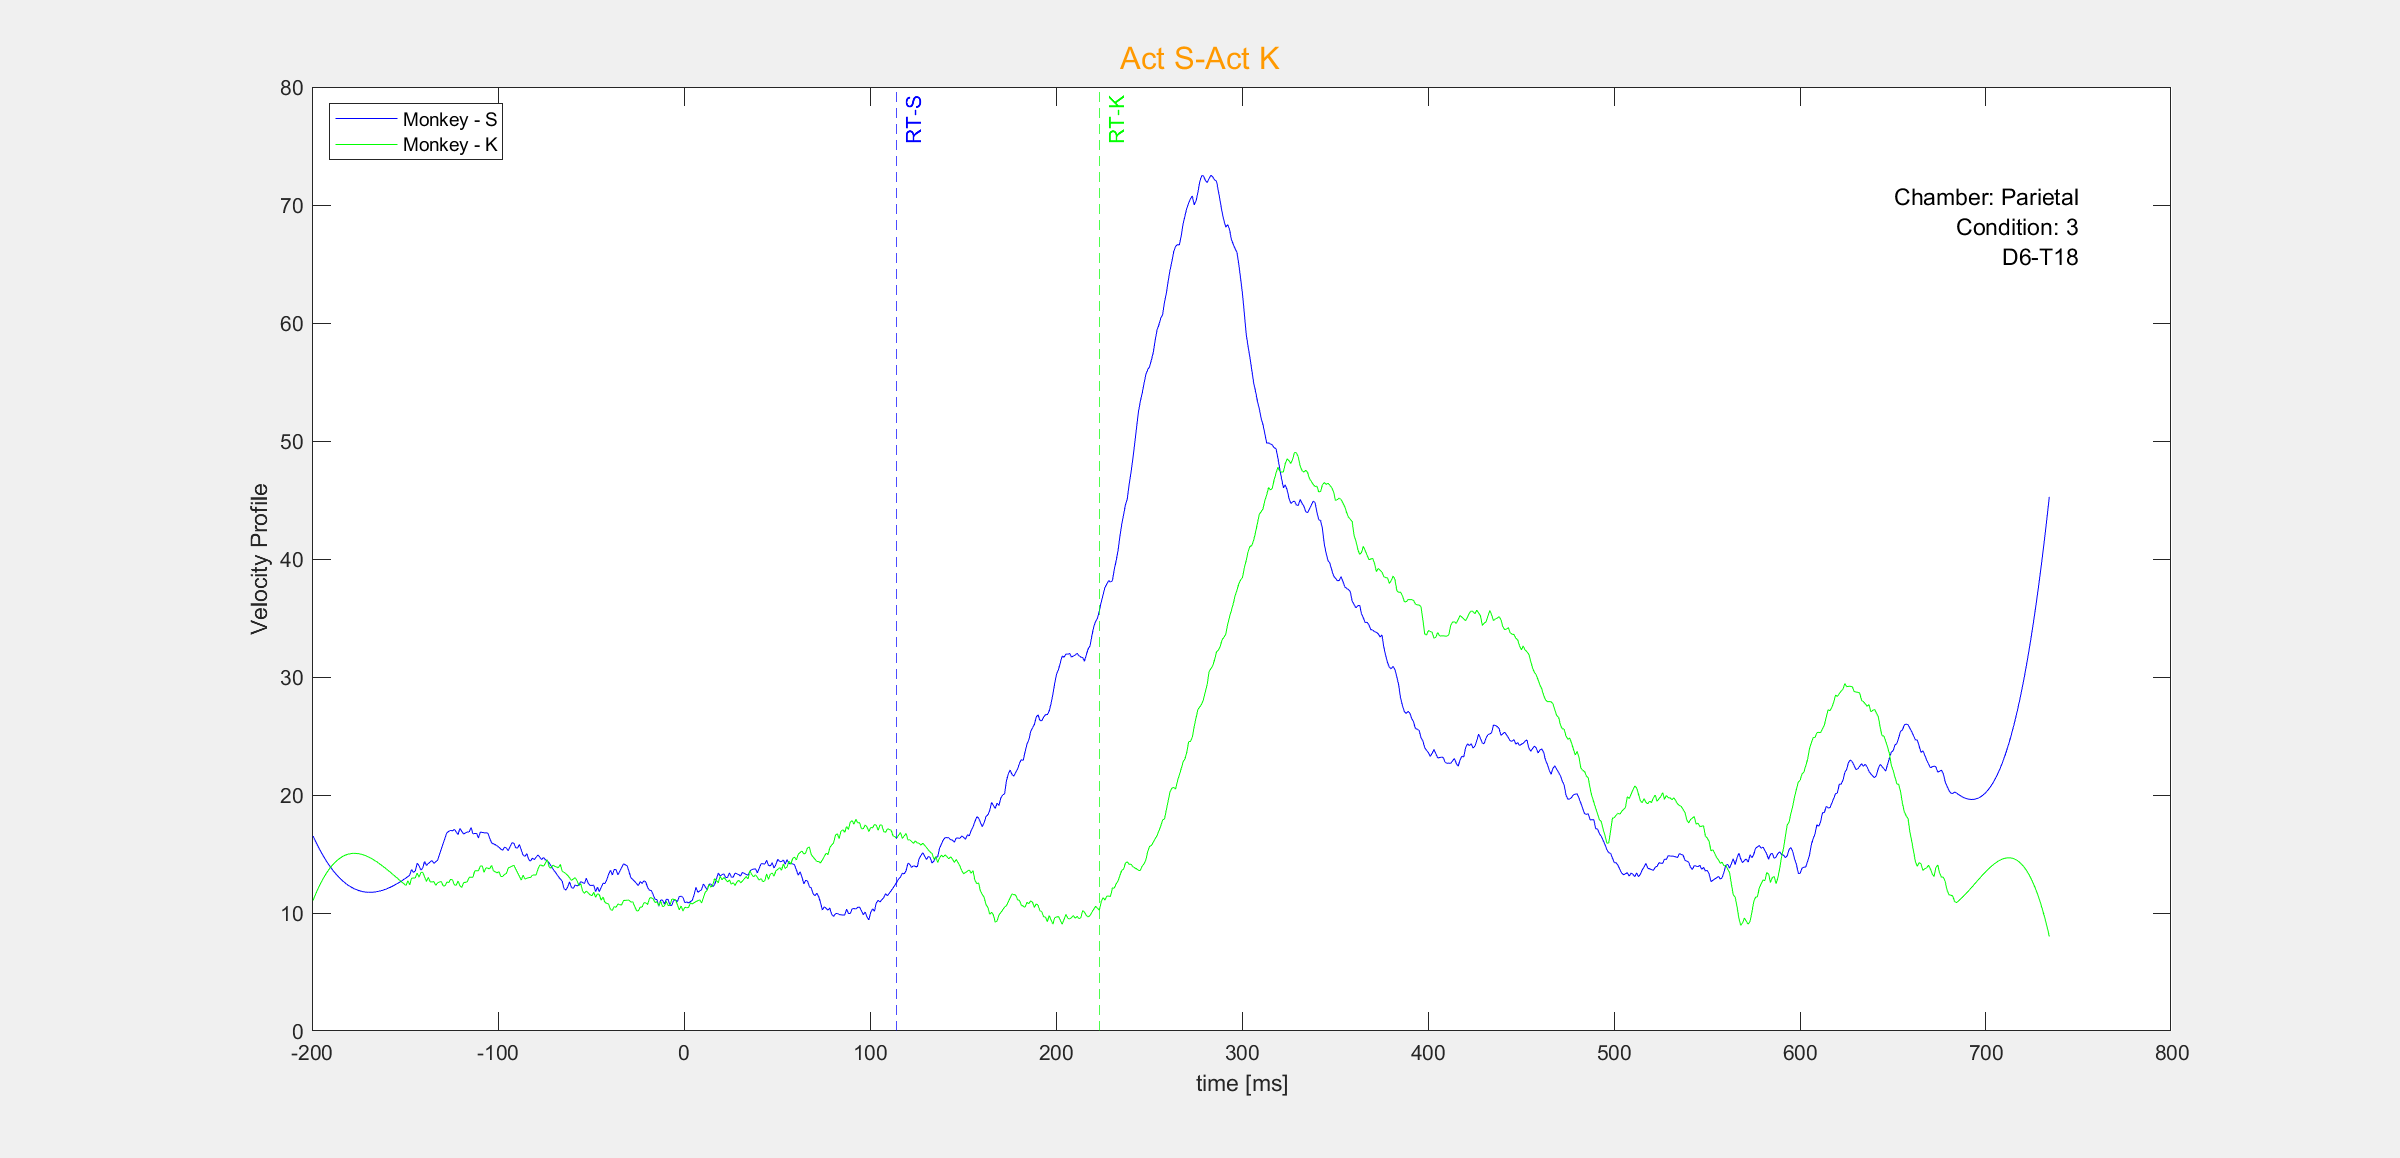 Act S-Act K
Monkey - S
Monkey - K
RT-S
RT-K
Chamber: Parietal
Condition: 3
D6-T18
Velocity Profile
80
70
60
50
40
30
20
10
0
-200 -100 0 100 200 300 400 500 600 700 800
time [ms]